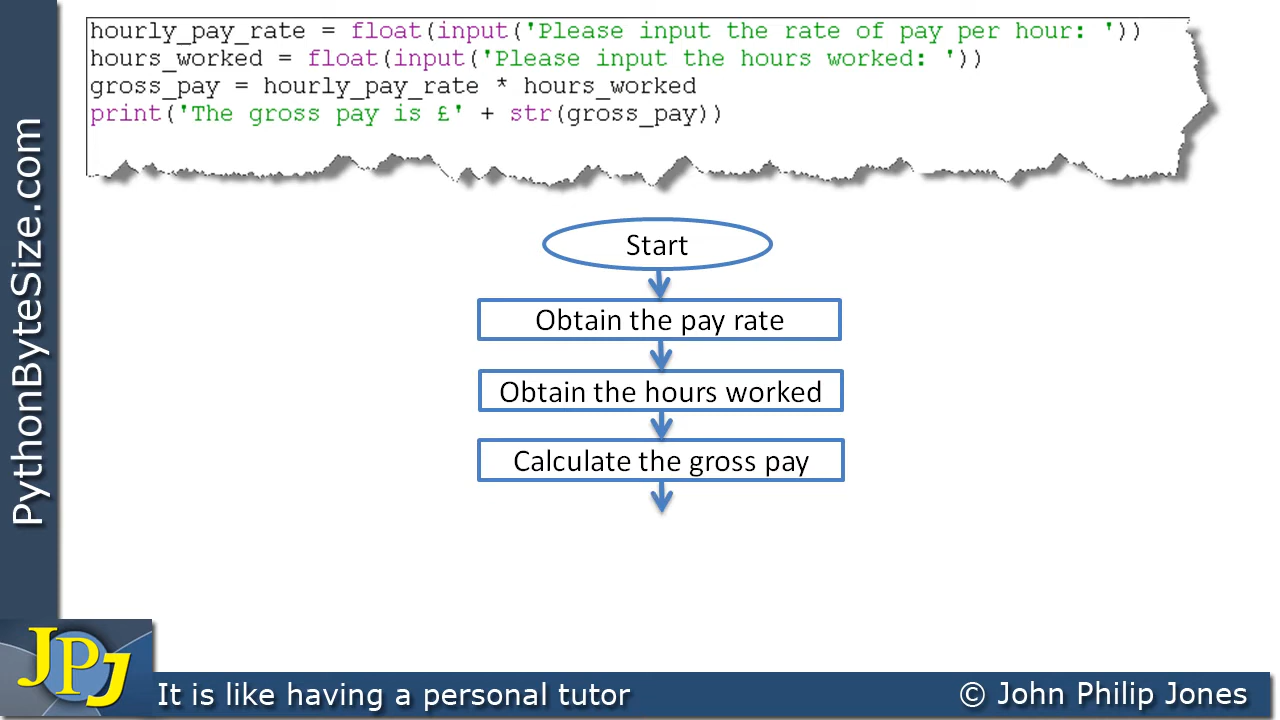 hourly_pay_rate = float(input('Please input the rate of pay per hour: '))
hours_worked = float(input('Please input the hours worked: '))
gross_pay = hourly_pay_rate * hours_worked
print('The gross pay is £' + str(gross_pay))
Start
Obtain the pay rate
Obtain the hours worked
Calculate the gross pay
PythonByteSize.com
JPJ
It is like having a personal tutor
© John Philip Jones